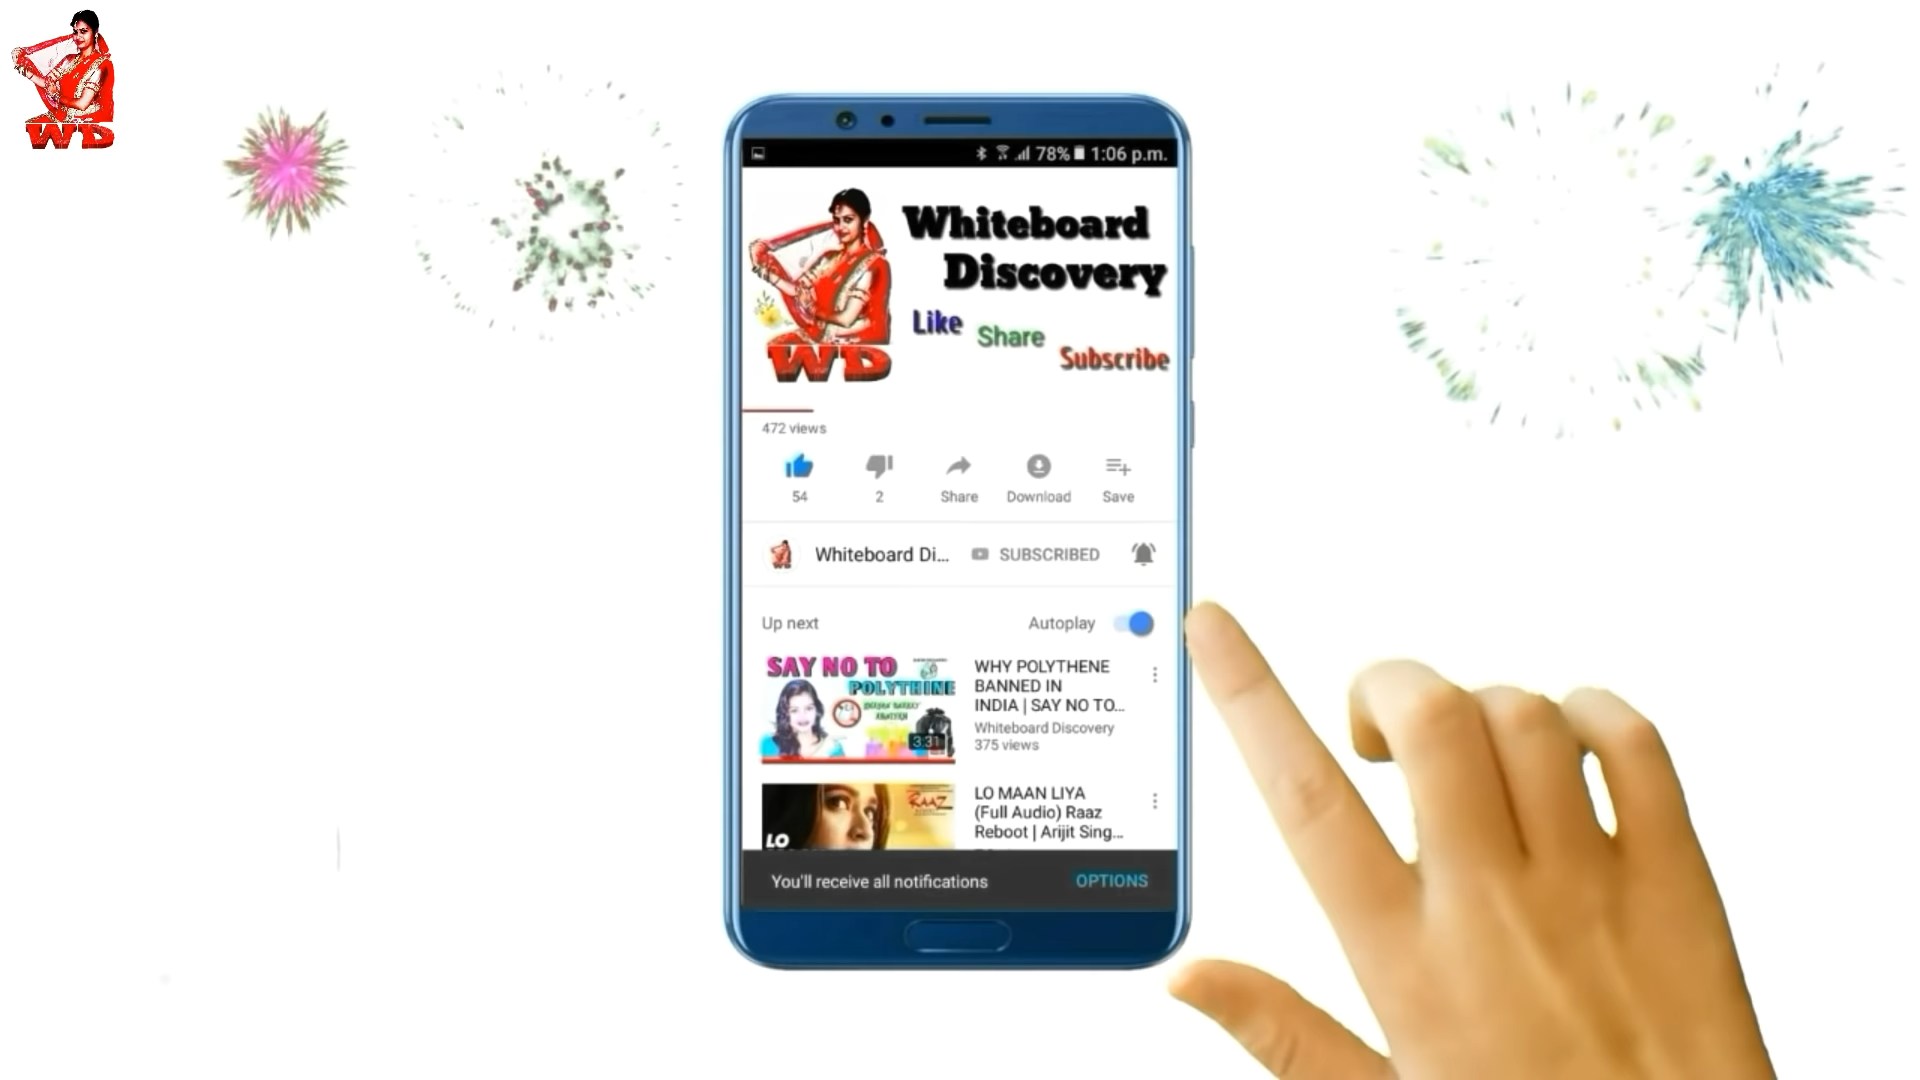 WD
78% 1:06 p.m.
Whiteboard
Discovery
Like
Share
Subscribe
WD
472 views
54
2
Share
Download
Save
Whiteboard Di...
SUBSCRIBED
Up next
Autoplay
SAY NO TO
POLYTHINE
3:31
WHY POLYTHENE
BANNED IN
INDIA | SAY NO TO...
Whiteboard Discovery
375 views
RAAZ
LO
LO MAAN LIYA
(Full Audio) Raaz
Reboot | Arijit Sing...
You'll receive all notifications
OPTIONS